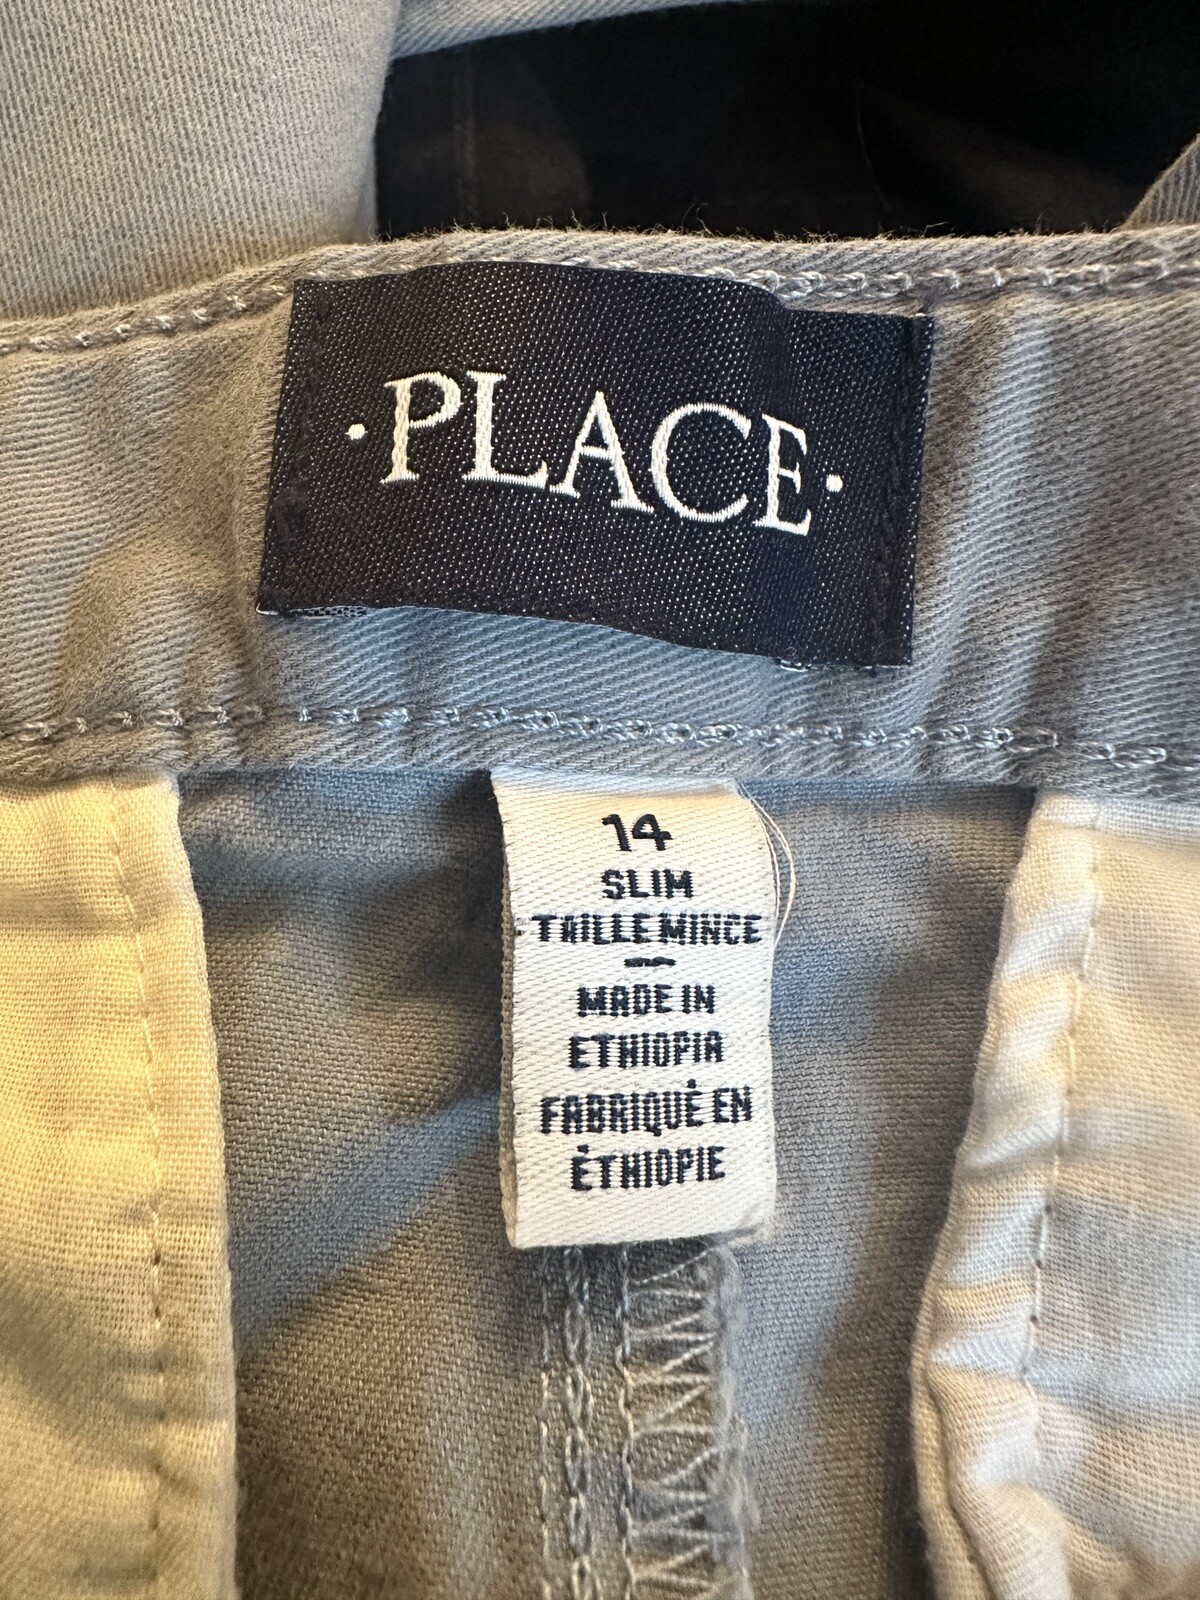 ·PLACE·
14
SLIM
TAILLE MINCE
—
MADE IN
ETHIOPIA
FABRIQUÉ EN
ÉTHIOPIE